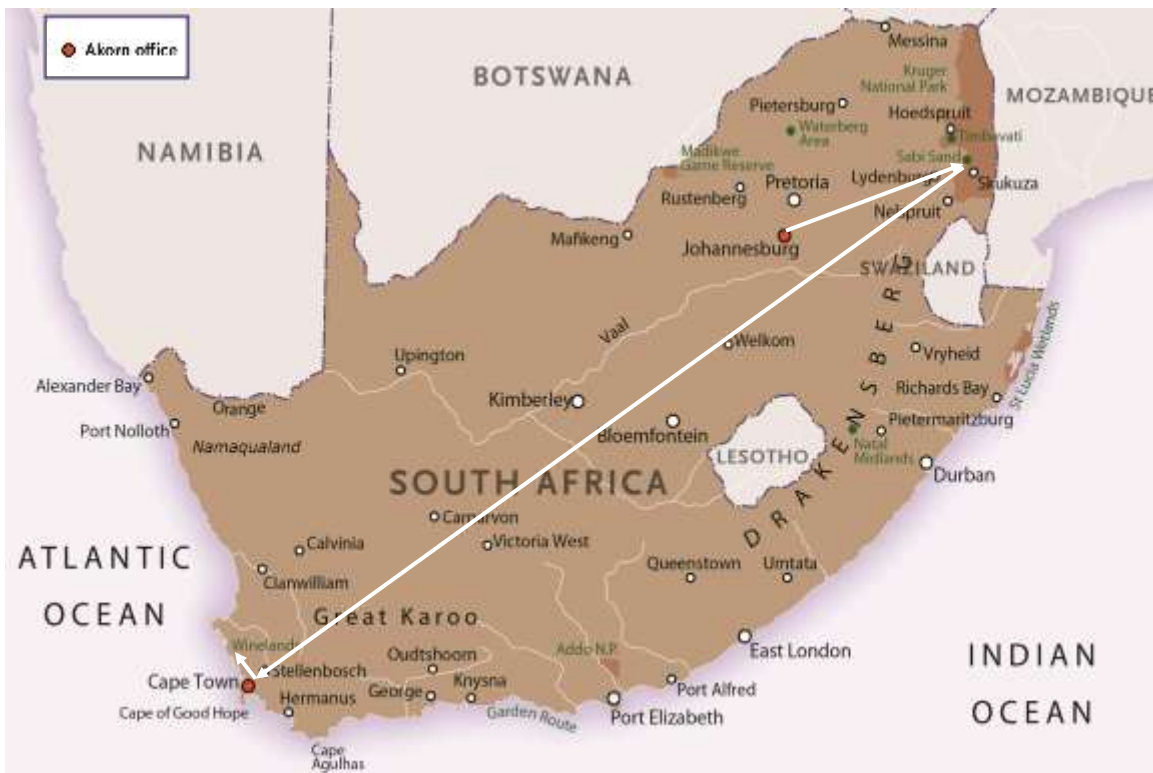 Akorn office
Messina
Kruger
National Park
BOTSWANA
MOZAMBIQUE
Pietersburg
Hoedspruit
Timbavati
Waterberg
Area
NAMIBIA
Madikwe
Game Reserve
Sabi Sand
Lydenburg
Skukuza
Pretoria
Rustenberg
Nelspruit
Mafikeng
Johannesburg
SWAZILAND
DRAKENSBERG
Vaal
Welkom
Vryheid
Upington
St Lucia Wetlands
Alexander Bay
Richards Bay
Orange
Kimberley
Pietermaritzburg
Port Nolloth
Bloemfontein
Namaqualand
Natal
Midlands
LESOTHO
Durban
SOUTH AFRICA
Carnarvon
Calvinia
Victoria West
ATLANTIC
OCEAN
Clanwilliam
Queenstown
Umtata
Great Karoo
Winelands
Addo N.P.
East London
Oudtshoorn
Stellenbosch
INDIAN
OCEAN
Cape Town
Hermanus
George
Knysna
Port Alfred
Cape of Good Hope
Garden Route
Port Elizabeth
Cape
Agulhas